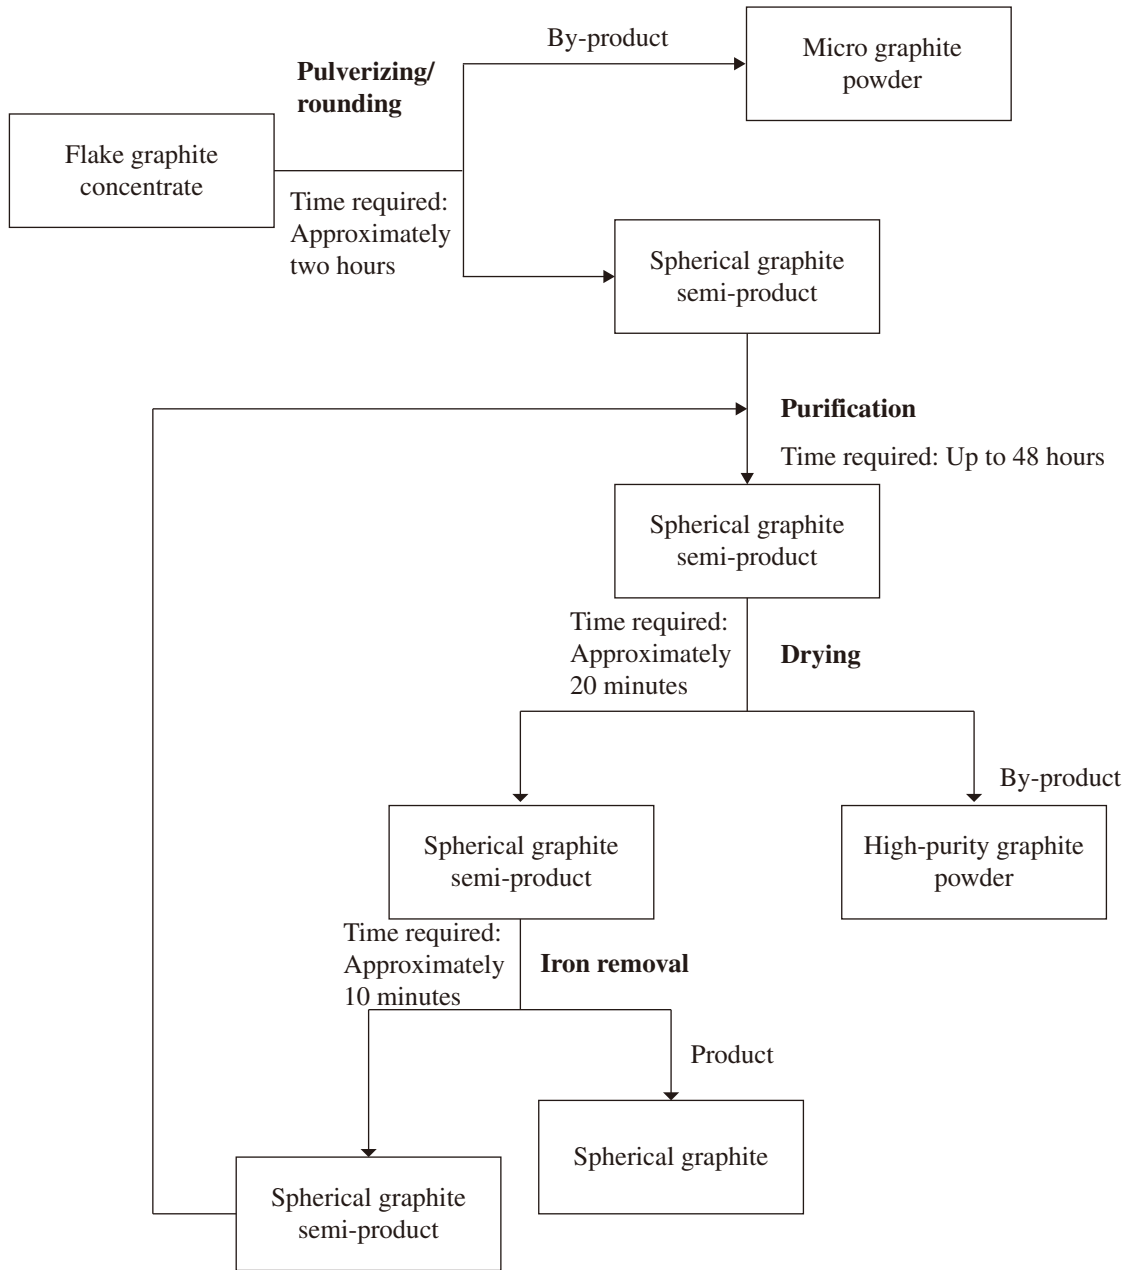 By-product
Micro graphite
powder
Pulverizing/
rounding
Flake graphite
concentrate
Time required:
Approximately
two hours
Spherical graphite
semi-product
Purification
Time required: Up to 48 hours
Spherical graphite
semi-product
Time required:
Approximately
20 minutes
Drying
By-product
Spherical graphite
semi-product
High-purity graphite
powder
Time required:
Approximately
10 minutes
Iron removal
Product
Spherical graphite
Spherical graphite
semi-product